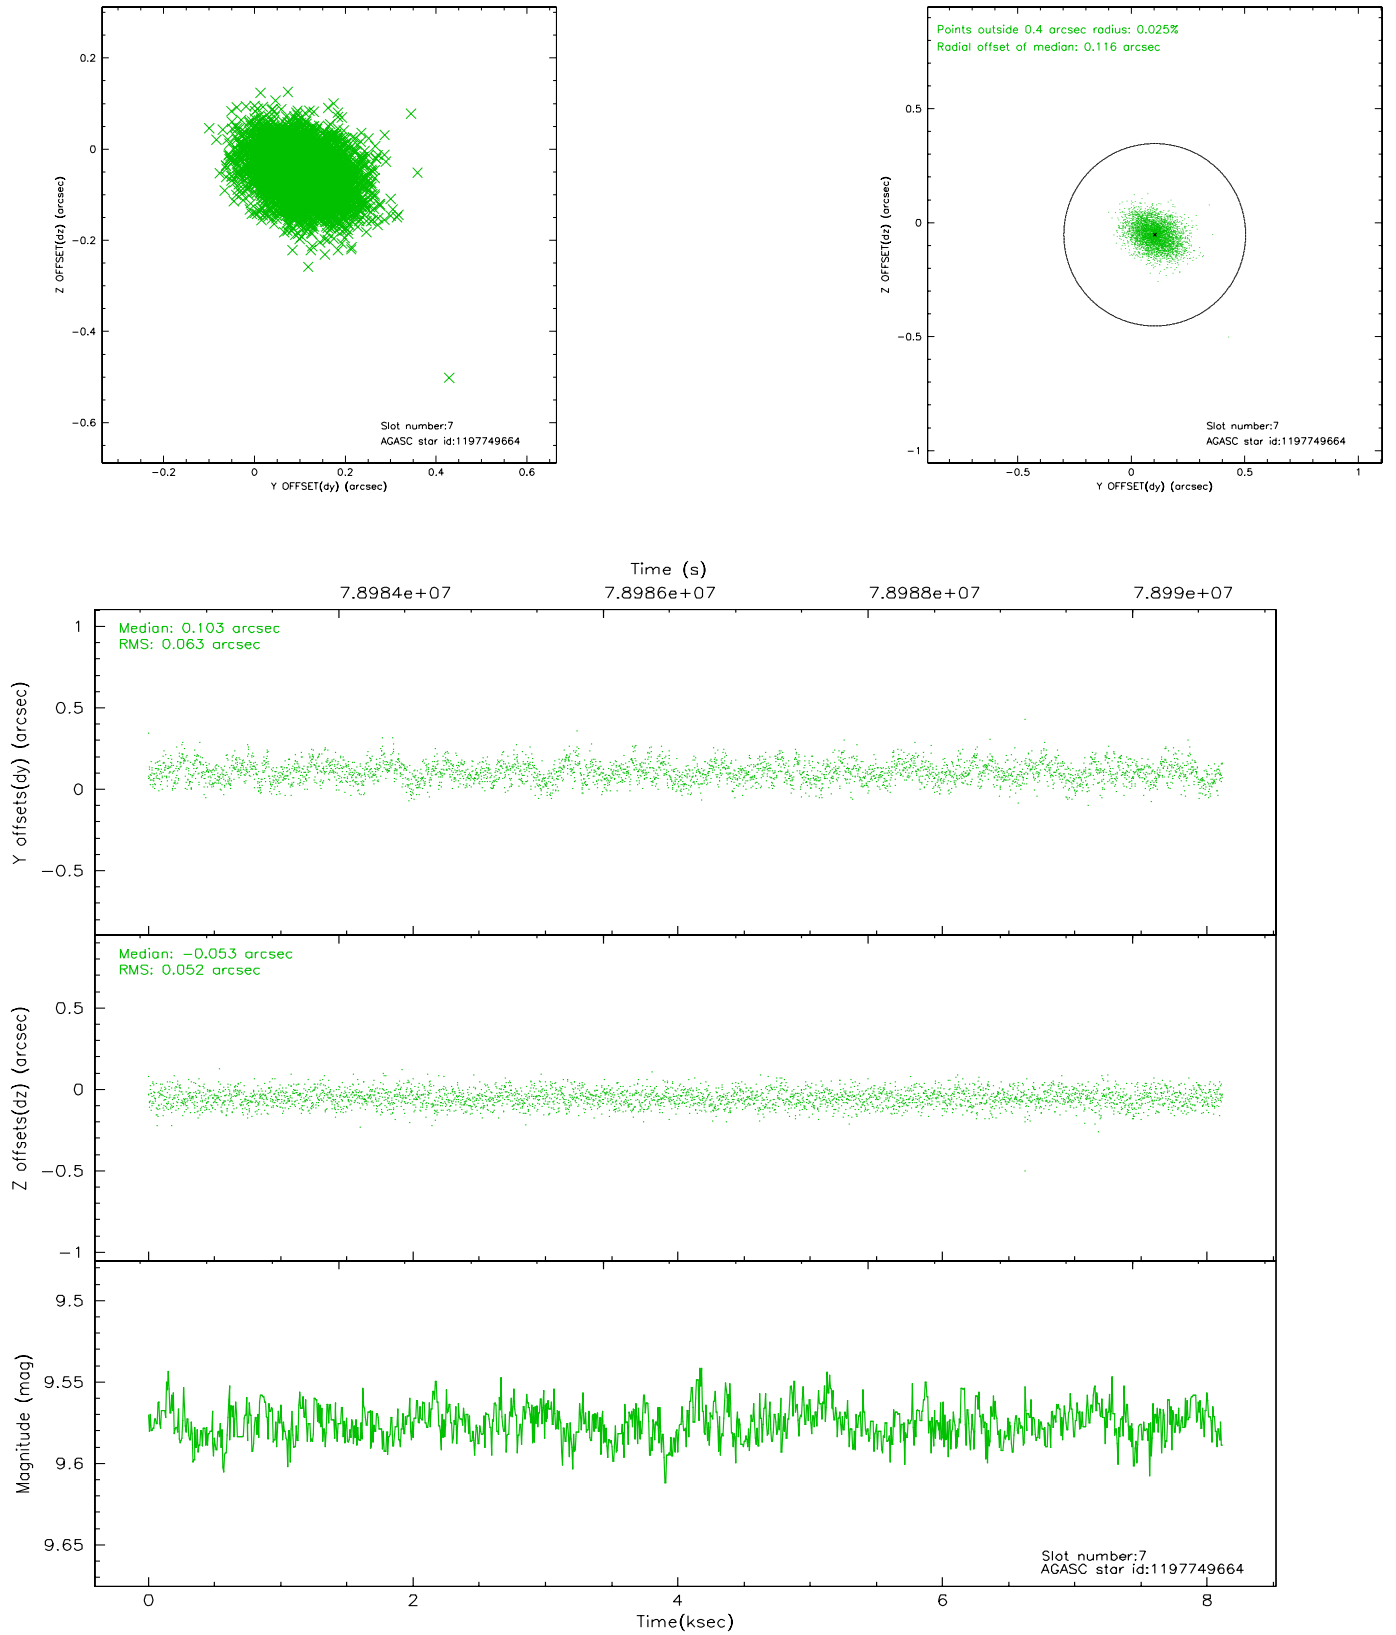 0.2
0
−0.2
−0.4
−0.6
Z OFFSET(dz) (arcsec)
Slot number:7
AGASC star id:1197749664
−0.2 0 0.2 0.4 0.6
Y OFFSET(dy) (arcsec)
Points outside 0.4 arcsec radius: 0.025%
Radial offset of median: 0.116 arcsec
0.5
0
−0.5
−1
Z OFFSET(dz) (arcsec)
Slot number:7
AGASC star id:1197749664
−0.5 0 0.5 1
Y OFFSET(dy) (arcsec)
Time (s)
7.8984e+07 7.8986e+07 7.8988e+07 7.899e+07
Median: 0.103 arcsec
RMS: 0.063 arcsec
1
0.5
0
−0.5
Y offsets(dy) (arcsec)
Median: −0.053 arcsec
RMS: 0.052 arcsec
0.5
0
−0.5
−1
Z offsets(dz) (arcsec)
9.5
9.55
9.6
9.65
Magnitude (mag)
Slot number:7
AGASC star id:1197749664
0 2 4 6 8
Time(ksec)